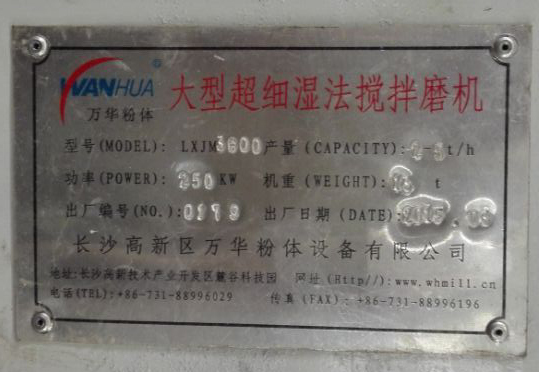 WANHUA®
万华粉体
大型超细湿法搅拌磨机
型号(MODEL): LXJM3600 产量(CAPACITY): t/h
功率(POWER): 250 KW 机重(WEIGHT): t
出厂编号(NO.): 0179 出厂日期(DATE):
长沙高新区万华粉体设备有限公司
地址:长沙高新技术产业开发区麓谷科技园 网址(Http//):www.whmill.cn
电话(TEL):+86-731-88996029 传真(FAX):+86-731-88996196